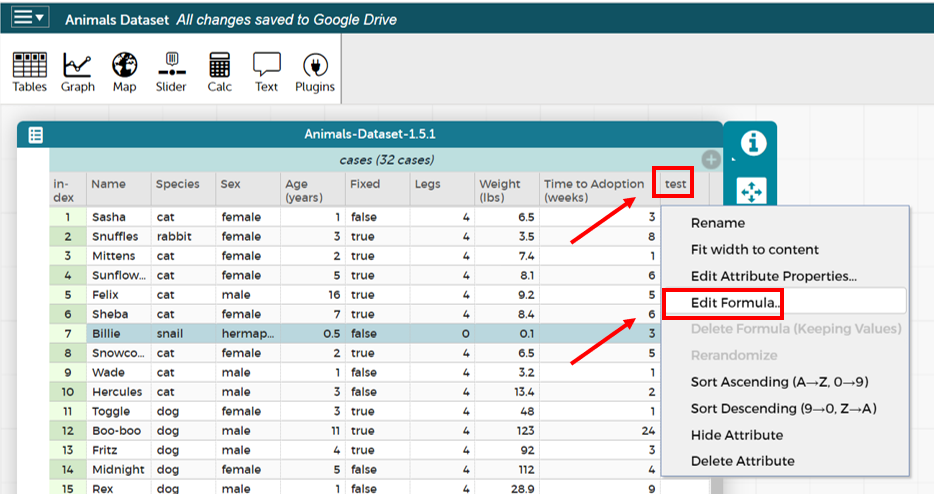 Animals Dataset All changes saved to Google Drive
Tables Graph Map Slider Calc Text Plugins
Animals-Dataset-1.5.1
cases (32 cases)
in-dex Name Species Sex Age (years) Fixed Legs Weight (lbs) Time to Adoption (weeks) test
1 Sasha cat female 1 false 4 6.5 3
2 Snuffles rabbit female 3 true 4 3.5 8
3 Mittens cat female 2 true 4 7.4 1
4 Sunflow... cat female 5 true 4 8.1 6
5 Felix cat male 16 true 4 9.2 5
6 Sheba cat female 7 true 4 8.4 6
7 Billie snail hermap... 0.5 false 0 0.1 3
8 Snowco... cat female 2 true 4 6.5 5
9 Wade cat male 1 false 4 3.2 1
10 Hercules cat male 3 false 4 13.4 2
11 Toggle dog female 3 true 4 48 1
12 Boo-boo dog male 11 true 4 123 24
13 Fritz dog male 4 true 4 92 3
14 Midnight dog female 5 false 4 112 4
15 Rex dog male 1 false 4 28.9 9
Rename
Fit width to content
Edit Attribute Properties...
Edit Formula...
Delete Formula (Keeping Values)
Rerandomize
Sort Ascending (A→Z, 0→9)
Sort Descending (9→0, Z→A)
Hide Attribute
Delete Attribute